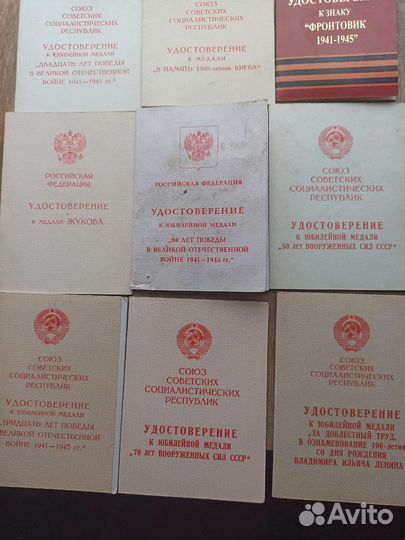 СОЮЗ
СОВЕТСКИХ
СОЦИАЛИСТИЧЕСКИХ
РЕСПУБЛИК
УДОСТОВЕРЕНИЕ
К ЮБИЛЕЙНОЙ МЕДАЛИ
"ДВАДЦАТЬ ЛЕТ ПОБЕДЫ
В ВЕЛИКОЙ ОТЕЧЕСТВЕННОЙ
ВОЙНЕ 1941—1945 гг."
СОЮЗ
СОВЕТСКИХ
СОЦИАЛИСТИЧЕСКИХ
РЕСПУБЛИК
УДОСТОВЕРЕНИЕ
К МЕДАЛИ
"В ПАМЯТЬ 1500-летия КИЕВА"
УДОСТОВЕРЕ
К ЗНАКУ
"ФРОНТОВИК
1941-1945"
РОССИЙСКАЯ
ФЕДЕРАЦИЯ
УДОСТОВЕРЕНИЕ
К МЕДАЛИ ЖУКОВА
РОССИЙСКАЯ ФЕДЕРАЦИЯ
УДОСТОВЕРЕНИЕ
К ЮБИЛЕЙНОЙ МЕДАЛИ
"60 ЛЕТ ПОБЕДЫ
В ВЕЛИКОЙ ОТЕЧЕСТВЕННОЙ
ВОЙНЕ 1941—1945 гг."
СОЮЗ
СОВЕТСКИХ
СОЦИАЛИСТИЧЕСКИХ
РЕСПУБЛИК
УДОСТОВЕРЕНИЕ
К ЮБИЛЕЙНОЙ МЕДАЛИ
"60 ЛЕТ ВООРУЖЕННЫХ СИЛ СССР"
СОЮЗ
СОВЕТСКИХ
СОЦИАЛИСТИЧЕСКИХ
РЕСПУБЛИК
УДОСТОВЕРЕНИЕ
К ЮБИЛЕЙНОЙ МЕДАЛИ
ТРИДЦАТЬ ЛЕТ ПОБЕДЫ
ВЕЛИКОЙ ОТЕЧЕСТВЕННОЙ
ВОЙНЕ 1941—1945 гг."
СОЮЗ
СОВЕТСКИХ
СОЦИАЛИСТИЧЕСКИХ
РЕСПУБЛИК
УДОСТОВЕРЕНИЕ
К ЮБИЛЕЙНОЙ МЕДАЛИ
"70 ЛЕТ ВООРУЖЕННЫХ СИЛ СССР"
СОЮЗ
СОВЕТСКИХ
СОЦИАЛИСТИЧЕСКИХ
РЕСПУБЛИК
УДОСТОВЕРЕНИЕ
К ЮБИЛЕЙНОЙ МЕДАЛИ
„ЗА ДОБЛЕСТНЫЙ ТРУД.
В ОЗНАМЕНОВАНИЕ 100-летия
СО ДНЯ РОЖДЕНИЯ
ВЛАДИМИРА ИЛЬИЧА ЛЕНИНА"
Avito